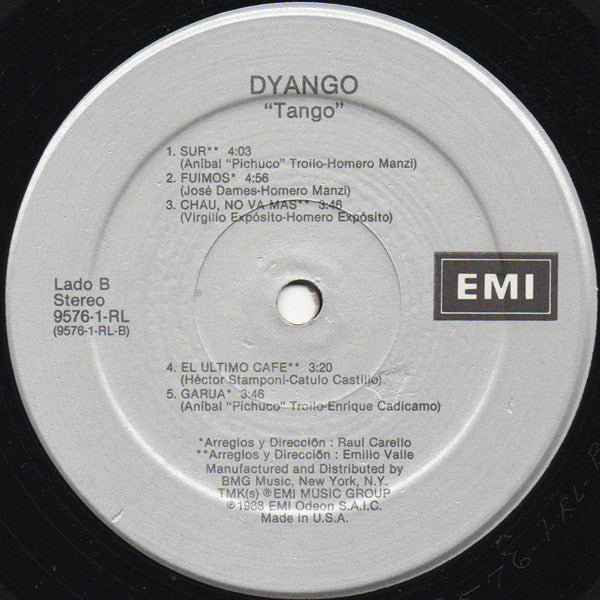 DYANGO
"Tango"
1. SUR** 4:03
(Aníbal "Pichuco" Troilo-Homero Manzi)
2. FUIMOS* 4:56
(José Dames-Homero Manzi)
3. CHAU, NO VA MAS** 3:46
(Virgilio Expósito-Homero Expósito)
Lado B
Stereo
9576-1-RL
(9576-1-RL-B)
EMI
4. EL ULTIMO CAFE** 3:20
(Héctor Stamponi-Catulo Castillo)
5. GARUA* 3:46
(Aníbal "Pichuco" Troilo-Enrique Cadicamo)
*Arreglos y Dirección : Raul Carello
**Arreglos y Dirección : Emilio Valle
Manufactured and Distributed by
BMG Music, New York, N.Y.
TMK(s) ® EMI MUSIC GROUP
℗1988 EMI Odeon S.A.I.C.
Made in U.S.A.